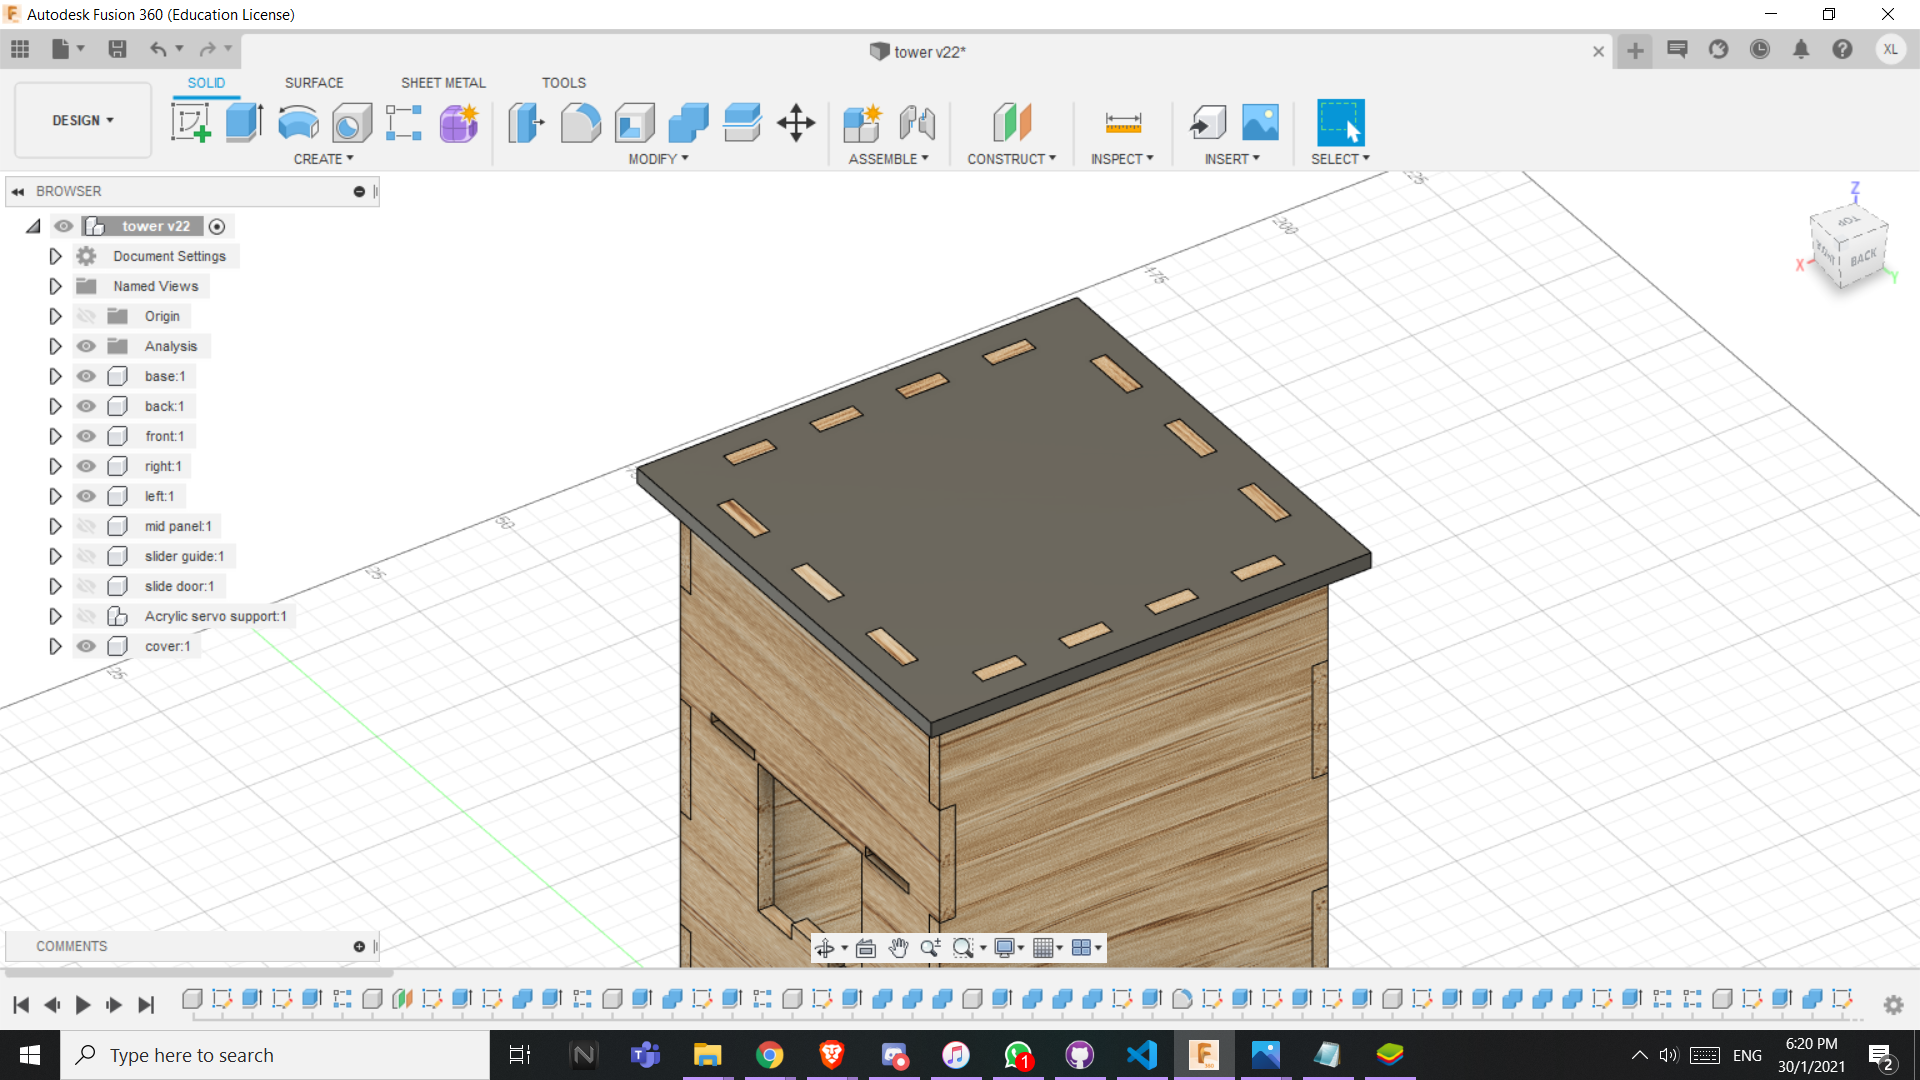 Autodesk Fusion 360 (Education License)
tower v22*
XL
DESIGN
SOLID
SURFACE
SHEET METAL
TOOLS
CREATE
MODIFY
ASSEMBLE
CONSTRUCT
INSPECT
INSERT
SELECT
BROWSER
tower v22
Document Settings
Named Views
Origin
Analysis
base:1
back:1
front:1
right:1
left:1
mid panel:1
slider guide:1
slide door:1
Acrylic servo support:1
cover:1
200
175
50
25
25
Z
TOP
BACK
X
Y
COMMENTS
Type here to search
1
ENG
6:20 PM
30/1/2021
2